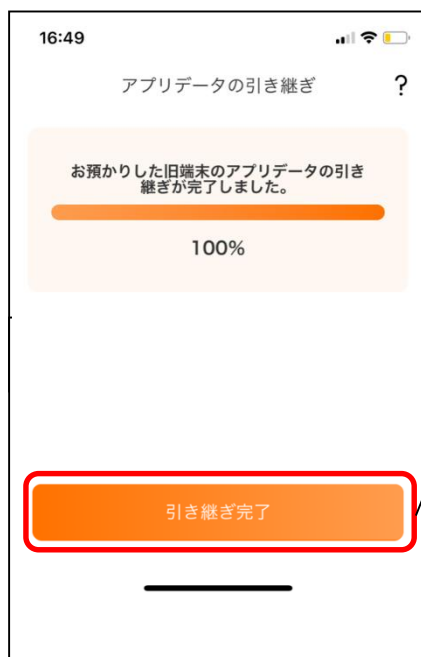 16:49
アプリデータの引き継ぎ ?
お預かりした旧端末のアプリデータの引き
継ぎが完了しました。
100%
引き継ぎ完了